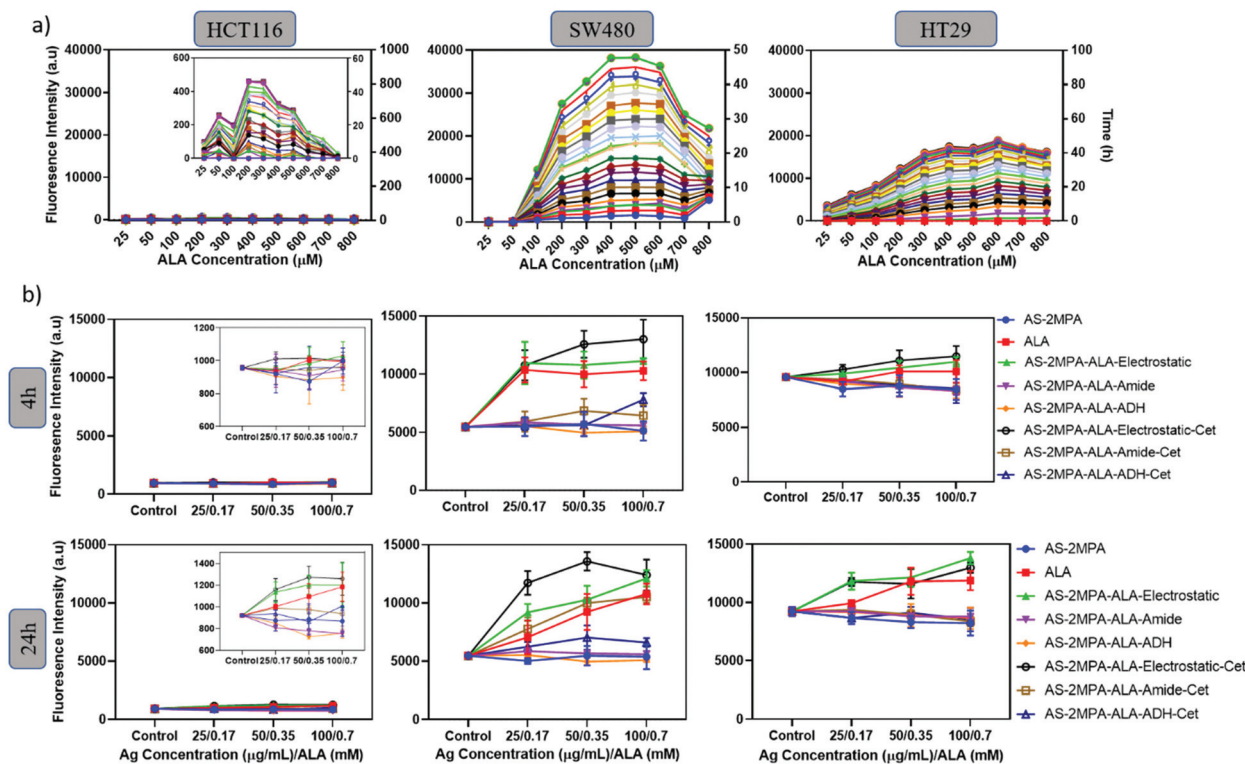 a)
HCT116
SW480
HT29
Fluoresence Intensity (a.u)
40000
30000
20000
10000
0
600
400
200
0
60
40
20
0
25 50 100 200 300 400 500 600 700 800
1000
800
600
400
200
0
25 50 100 200 300 400 500 600 700 800
ALA Concentration (μM)
40000
30000
20000
10000
0
50
40
30
20
10
0
25 50 100 200 300 400 500 600 700 800
ALA Concentration (μM)
40000
30000
20000
10000
0
100
80
60
40
20
0
Time (h)
25 50 100 200 300 400 500 600 700 800
ALA Concentration (μM)
b)
4h
Fluoresence Intensity (a.u)
15000
10000
5000
0
1200
1000
800
600
Control 25/0.17 50/0.35 100/0.7
Control 25/0.17 50/0.35 100/0.7
15000
10000
5000
0
Control 25/0.17 50/0.35 100/0.7
15000
10000
5000
0
Control 25/0.17 50/0.35 100/0.7
AS-2MPA
ALA
AS-2MPA-ALA-Electrostatic
AS-2MPA-ALA-Amide
AS-2MPA-ALA-ADH
AS-2MPA-ALA-Electrostatic-Cet
AS-2MPA-ALA-Amide-Cet
AS-2MPA-ALA-ADH-Cet
24h
Fluoresence Intensity (a.u)
15000
10000
5000
0
1400
1200
1000
800
600
Control 25/0.17 50/0.35 100/0.7
Control 25/0.17 50/0.35 100/0.7
Ag Concentration (μg/mL)/ALA (mM)
15000
10000
5000
0
Control 25/0.17 50/0.35 100/0.7
Ag Concentration (μg/mL)/ALA (mM)
15000
10000
5000
0
Control 25/0.17 50/0.35 100/0.7
Ag Concentration (μg/mL)/ALA (mM)
AS-2MPA
ALA
AS-2MPA-ALA-Electrostatic
AS-2MPA-ALA-Amide
AS-2MPA-ALA-ADH
AS-2MPA-ALA-Electrostatic-Cet
AS-2MPA-ALA-Amide-Cet
AS-2MPA-ALA-ADH-Cet